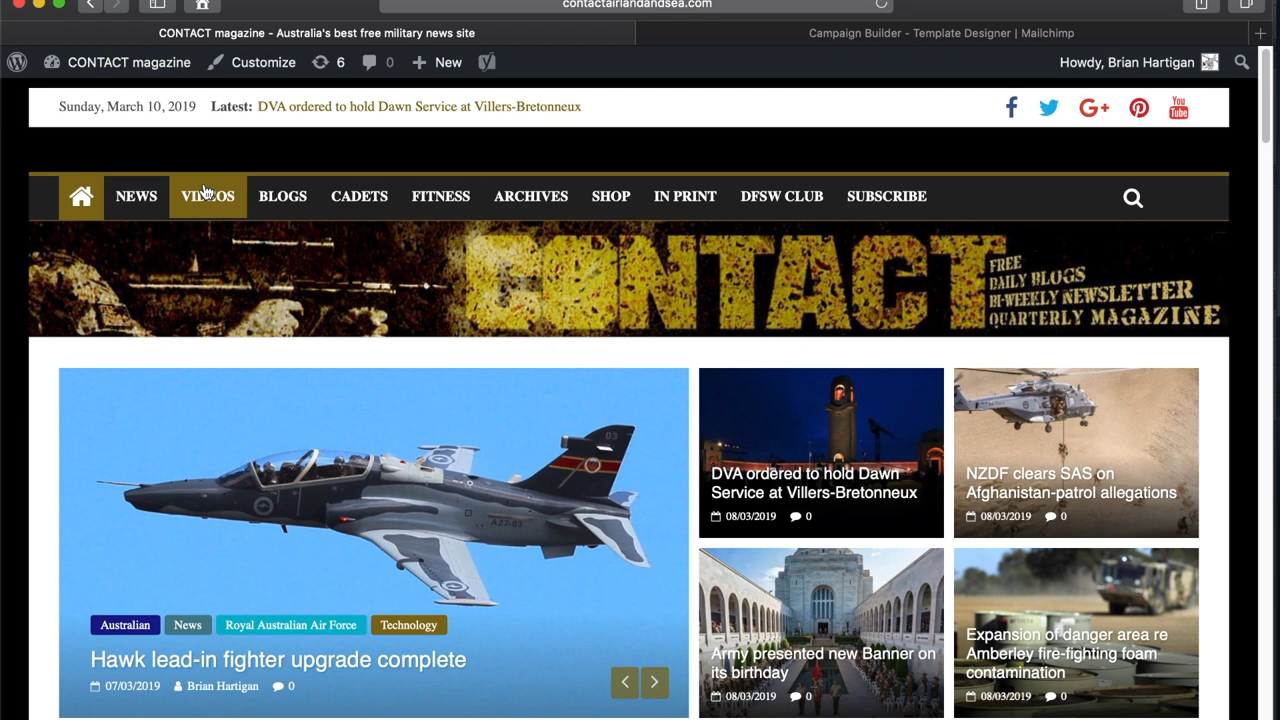 contactairlandandsea.com
CONTACT magazine - Australia's best free military news site
Campaign Builder - Template Designer | Mailchimp
CONTACT magazine Customize 6 0 New Howdy, Brian Hartigan
Sunday, March 10, 2019 Latest: DVA ordered to hold Dawn Service at Villers-Bretonneux
G+ You Tube
NEWS VIDEOS BLOGS CADETS FITNESS ARCHIVES SHOP IN PRINT DFSW CLUB SUBSCRIBE
CONTACT
FREE
DAILY BLOGS
BI-WEEKLY NEWSLETTER
QUARTERLY MAGAZINE
03
A27-03
Australian News Royal Australian Air Force Technology
Hawk lead-in fighter upgrade complete
07/03/2019 Brian Hartigan 0
DVA ordered to hold Dawn
Service at Villers-Bretonneux
08/03/2019 0
NZDF clears SAS on
Afghanistan-patrol allegations
08/03/2019 0
Army presented new Banner on
its birthday
08/03/2019 0
Expansion of danger area re
Amberley fire-fighting foam
contamination
08/03/2019 0